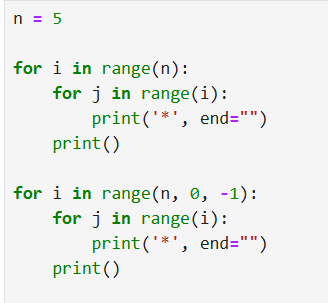 n = 5
for i in range(n):
    for j in range(i):
        print('*', end="")
    print()
for i in range(n, 0, -1):
    for j in range(i):
        print('*', end="")
    print()